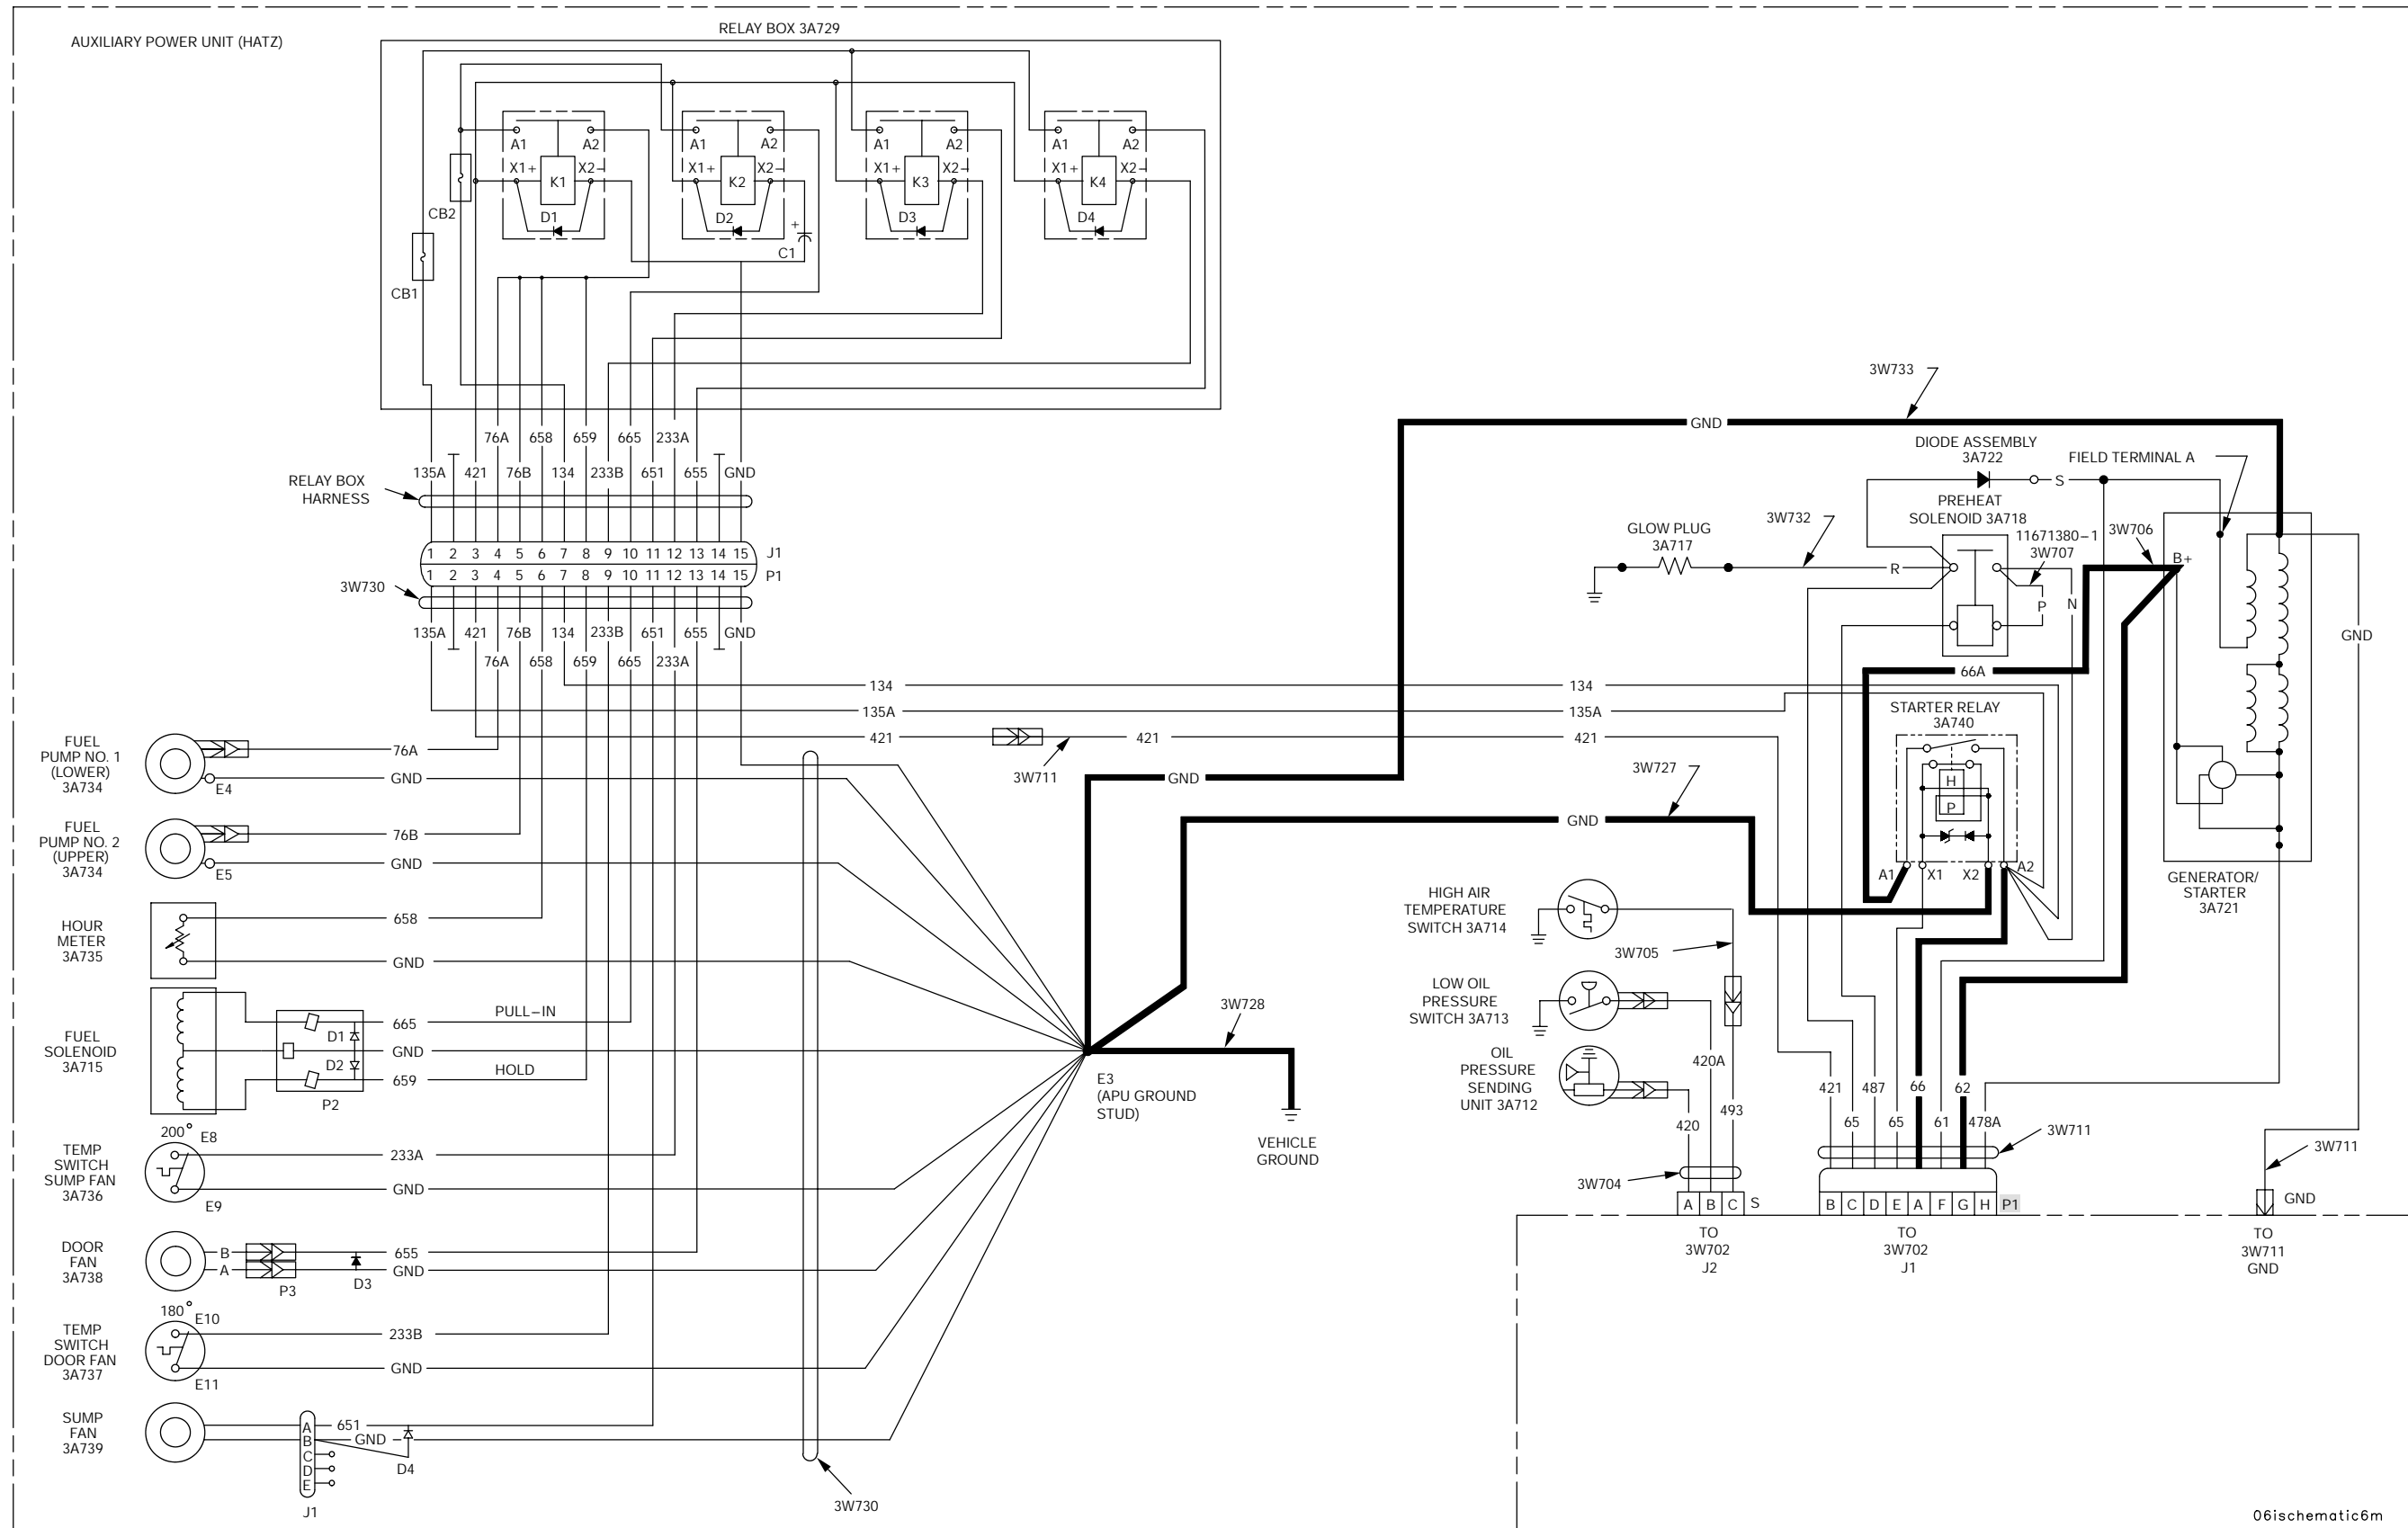 AUXILIARY POWER UNIT (HATZ)
RELAY BOX 3A729
A1 A2 A1 A2 A1 A2 A1 A2
X1+ X2- X1+ X2- X1+ X2- X1+ X2-
K1 K2 K3 K4
CB2
D1 D2 D3 D4
+
C1
CB1
76A 658 659 665 233A
135A 421 76B 134 233B 651 655 GND
RELAY BOX
HARNESS
1 2 3 4 5 6 7 8 9 10 11 12 13 14 15 J1
1 2 3 4 5 6 7 8 9 10 11 12 13 14 15 P1
3W730
135A 421 76B 134 233B 651 655 GND
76A 658 659 665 233A
134 134
135A 135A
421 421 421
3W711
FUEL
PUMP NO. 1
(LOWER)
3A734
76A
GND
E4
FUEL
PUMP NO. 2
(UPPER)
3A734
76B
GND
E5
HOUR
METER
3A735
658
GND
FUEL
SOLENOID
3A715
D1
D2
P2
665
PULL-IN
GND
659
HOLD
200°
E8
TEMP
SWITCH
SUMP FAN
3A736
E9
233A
GND
DOOR
FAN
3A738
B
A
P3
D3
655
GND
180°
E10
TEMP
SWITCH
DOOR FAN
3A737
E11
233B
GND
SUMP
FAN
3A739
A
B
C
D
E
J1
651
GND
D4
3W730
E3
(APU GROUND
STUD)
3W728
VEHICLE
GROUND
GND
GND
3W733
GND
3W727
DIODE ASSEMBLY
3A722
S
FIELD TERMINAL A
PREHEAT
SOLENOID 3A718
11671380-1
3W707
3W706
B+
GLOW PLUG
3A717
3W732
R
P
N
GND
66A
STARTER RELAY
3A740
H
P
A1 X1 X2 A2
GENERATOR/
STARTER
3A721
HIGH AIR
TEMPERATURE
SWITCH 3A714
3W705
LOW OIL
PRESSURE
SWITCH 3A713
OIL
PRESSURE
SENDING
UNIT 3A712
420A
493
420
3W704
A B C S
TO
3W702
J2
421 487 66 62
65 65 61 478A
3W711
B C D E A F G H P1
TO
3W702
J1
3W711
GND
TO
3W711
GND
06ischematic6m